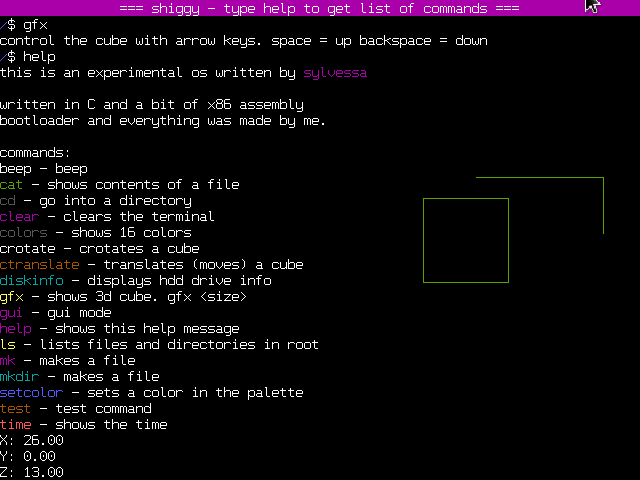 === shiggy - type help to get list of commands ===
/$ gfx
control the cube with arrow keys. space = up backspace = down
/$ help
this is an experimental os written by sylvessa
written in C and a bit of x86 assembly
bootloader and everything was made by me.
commands:
beep - beep
cat - shows contents of a file
cd - go into a directory
clear - clears the terminal
colors - shows 16 colors
crotate - crotates a cube
ctranslate - translates (moves) a cube
diskinfo - displays hdd drive info
gfx - shows 3d cube. gfx <size>
gui - gui mode
help - shows this help message
ls - lists files and directories in root
mk - makes a file
mkdir - makes a file
setcolor - sets a color in the palette
test - test command
time - shows the time
X: 26.00
Y: 0.00
Z: 13.00